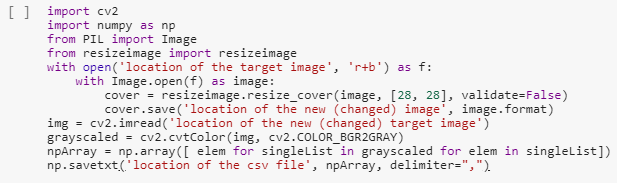 [ ] import cv2
import numpy as np
from PIL import Image
from resizeimage import resizeimage
with open('location of the target image', 'r+b') as f:
    with Image.open(f) as image:
        cover = resizeimage.resize_cover(image, [28, 28], validate=False)
        cover.save('location of the new (changed) image', image.format)
img = cv2.imread('location of the new (changed) target image')
grayscaled = cv2.cvtColor(img, cv2.COLOR_BGR2GRAY)
npArray = np.array([ elem for singleList in grayscaled for elem in singleList])
np.savetxt('location of the csv file', npArray, delimiter=",")